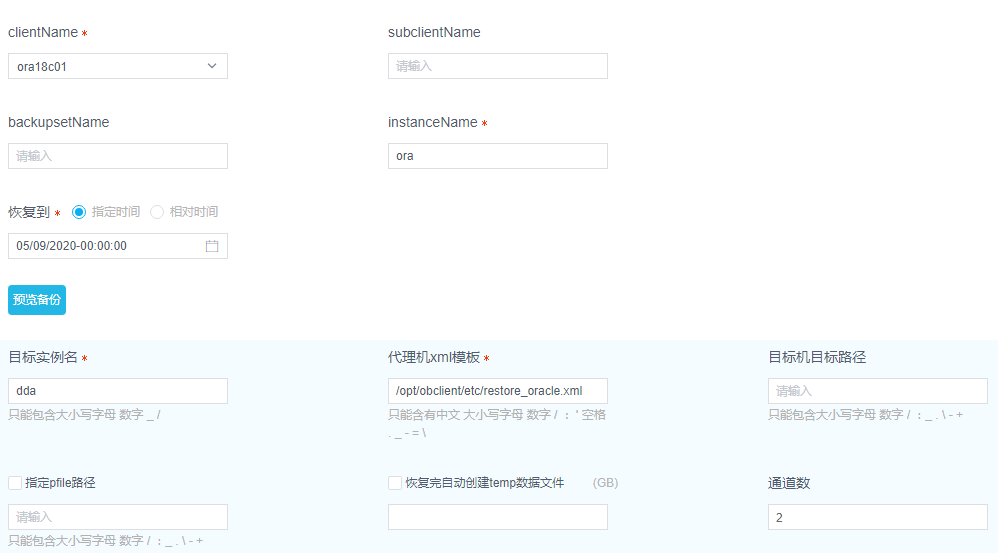 clientName *
subclientName
ora18c01
请输入
backupsetName
instanceName *
请输入
ora
恢复到 * 指定时间 相对时间
05/09/2020-00:00:00
预览备份
目标实例名 *
代理机xml模板 *
目标机目标路径
dda
/opt/obclient/etc/restore_oracle.xml
请输入
只能包含大小写字母 数字 _ /
只能含有中文 大小写字母 数字 / : ' 空格
. _ - = \
只能包含大小写字母 数字 / : _ . \ - +
指定pfile路径
恢复完自动创建temp数据文件 (GB)
通道数
请输入
2
只能包含大小写字母 数字 / : _ . \ - +